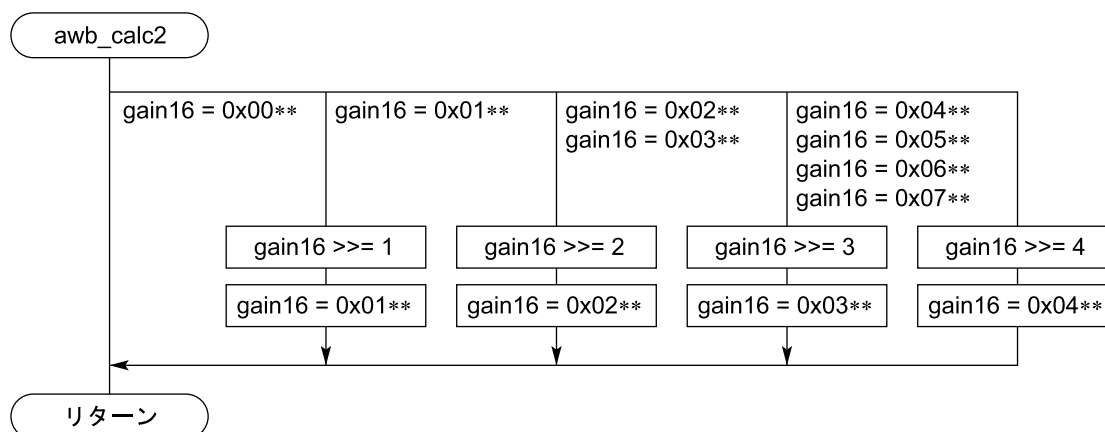 awb_calc2
gain16 = 0x00**
gain16 = 0x01**
gain16 = 0x02**
gain16 = 0x03**
gain16 = 0x04**
gain16 = 0x05**
gain16 = 0x06**
gain16 = 0x07**
gain16 >>= 1
gain16 >>= 2
gain16 >>= 3
gain16 >>= 4
gain16 = 0x01**
gain16 = 0x02**
gain16 = 0x03**
gain16 = 0x04**
リターン